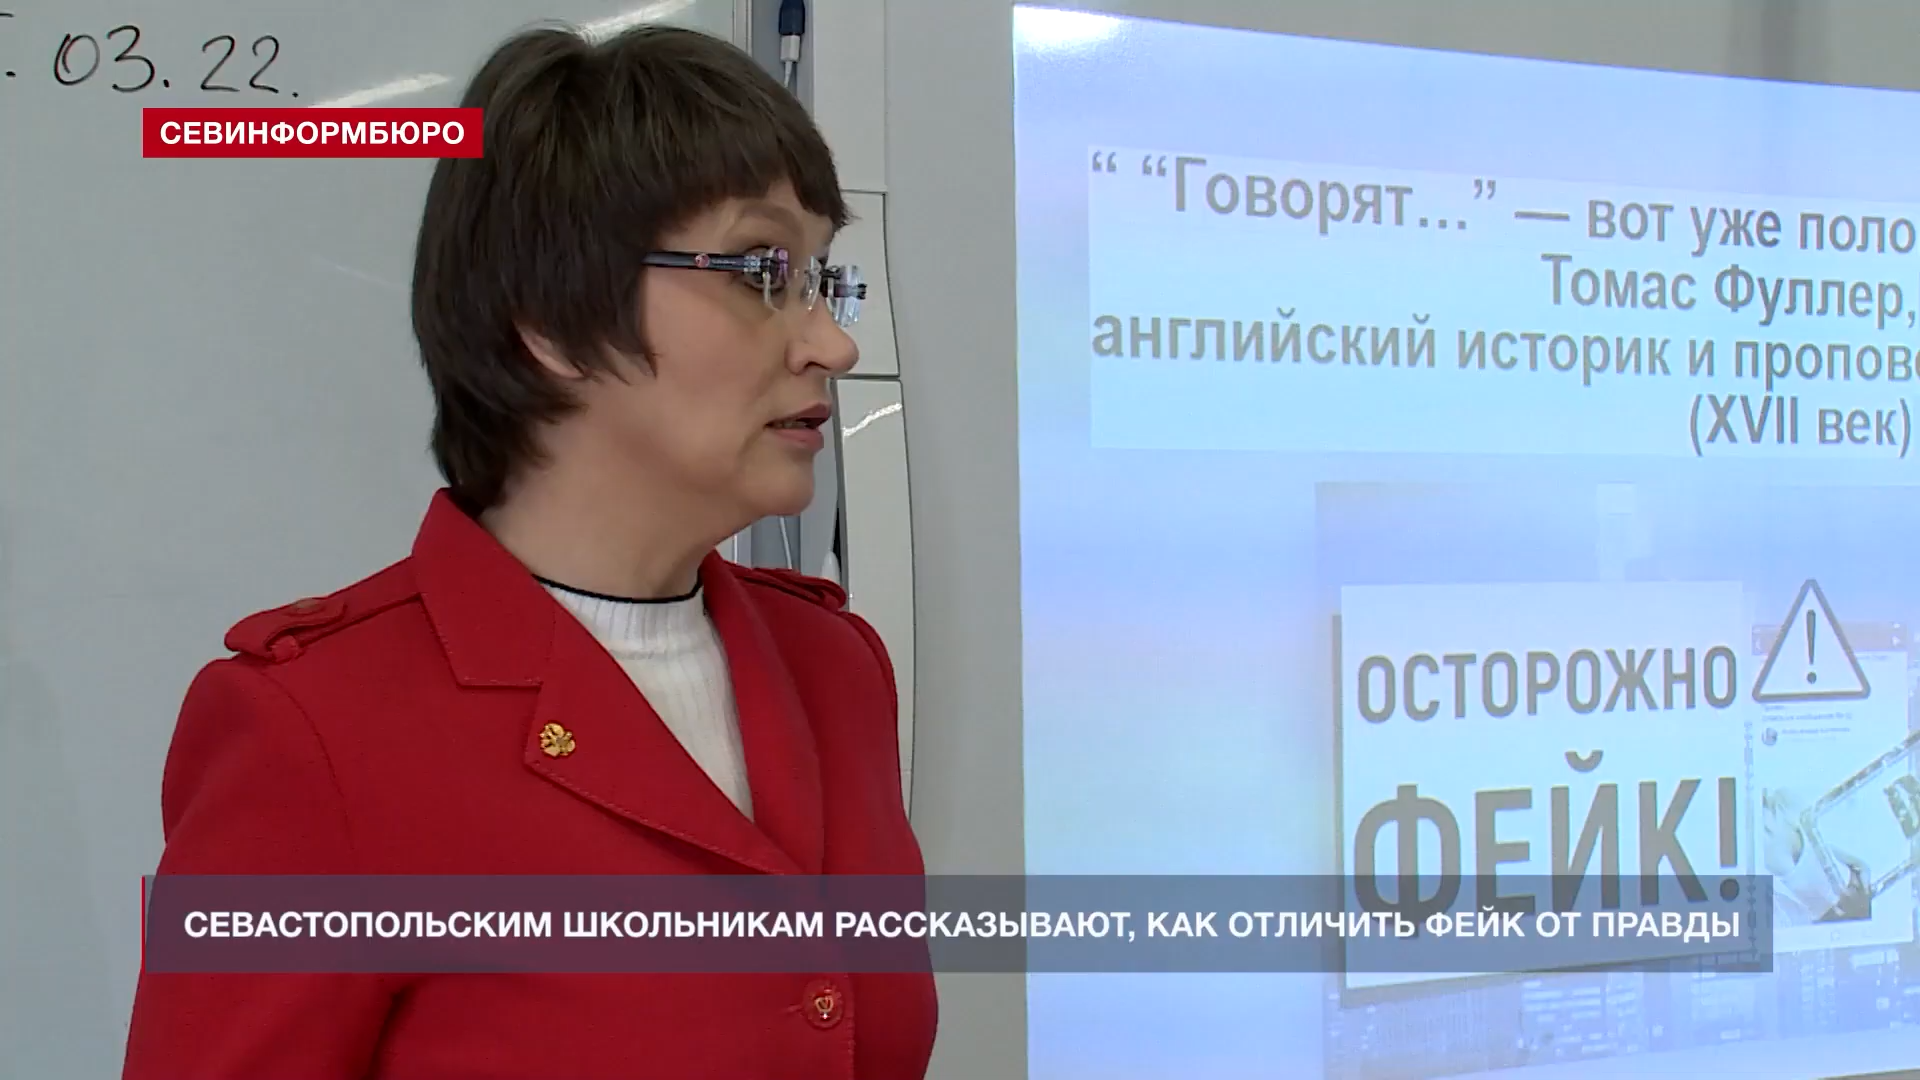 03.22.
СЕВИНФОРМБЮРО
“ “Говорят...” — вот уже поло
Томас Фуллер,
английский историк и пропов
(XVII век)
ОСТОРОЖНО
ФЕЙК!
СЕВАСТОПОЛЬСКИМ ШКОЛЬНИКАМ РАССКАЗЫВАЮТ, КАК ОТЛИЧИТЬ ФЕЙК ОТ ПРАВДЫ